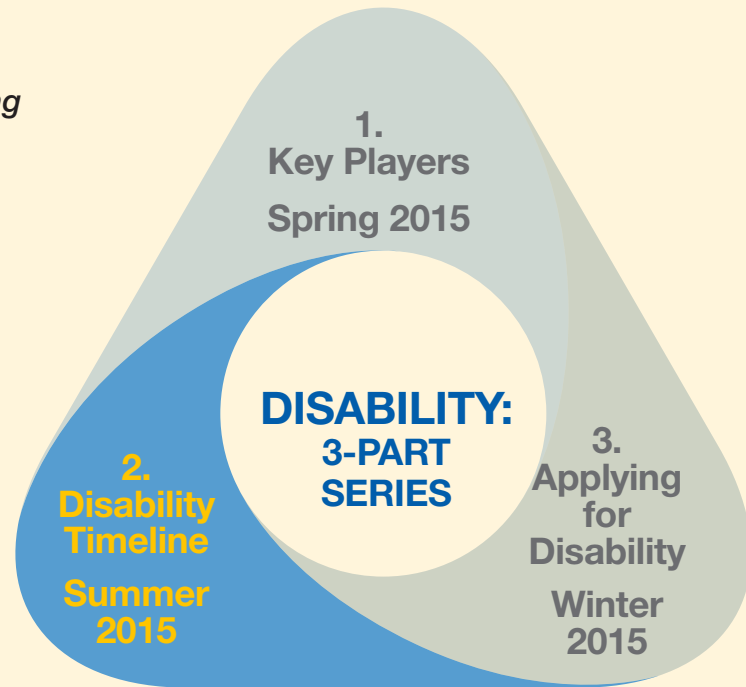 1.
Key Players
Spring 2015
DISABILITY:
3-PART
SERIES
2.
Disability
Timeline
Summer
2015
3.
Applying
for
Disability
Winter
2015